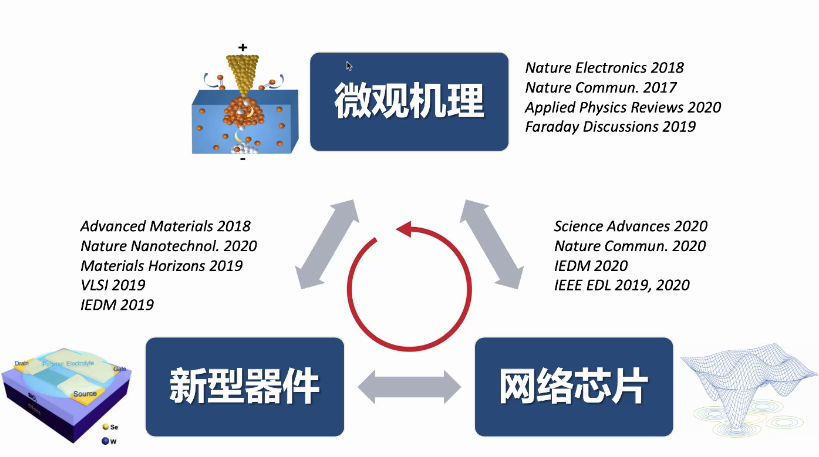 +
微观机理
-
Nature Electronics 2018
Nature Commun. 2017
Applied Physics Reviews 2020
Faraday Discussions 2019
Advanced Materials 2018
Nature Nanotechnol. 2020
Materials Horizons 2019
VLSI 2019
IEDM 2019
Science Advances 2020
Nature Commun. 2020
IEDM 2020
IEEE EDL 2019, 2020
Drain
Electrolyte
Gate
Source
Se
W
新型器件
网络芯片